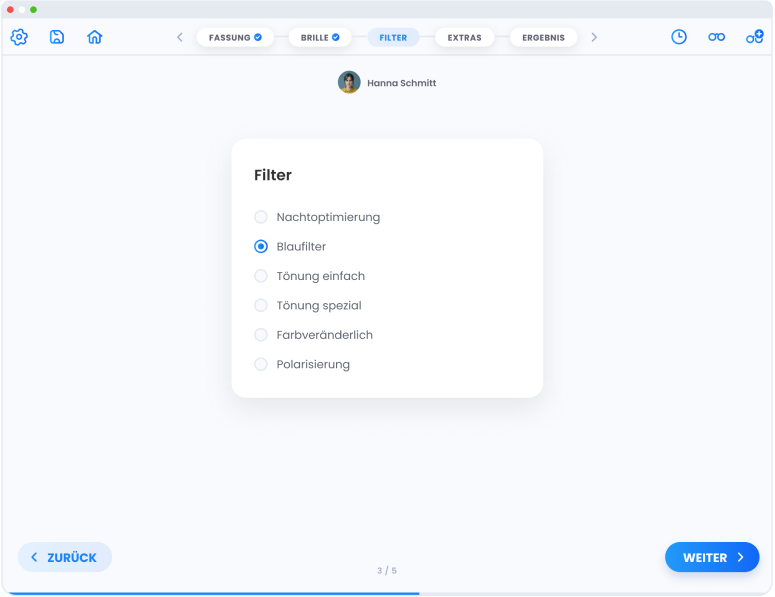 FASSUNG
BRILLE
FILTER
EXTRAS
ERGEBNIS
Hanna Schmitt
Filter
Nachtoptimierung
Blaufilter
Tönung einfach
Tönung spezial
Farbveränderlich
Polarisierung
ZURÜCK
3 / 5
WEITER